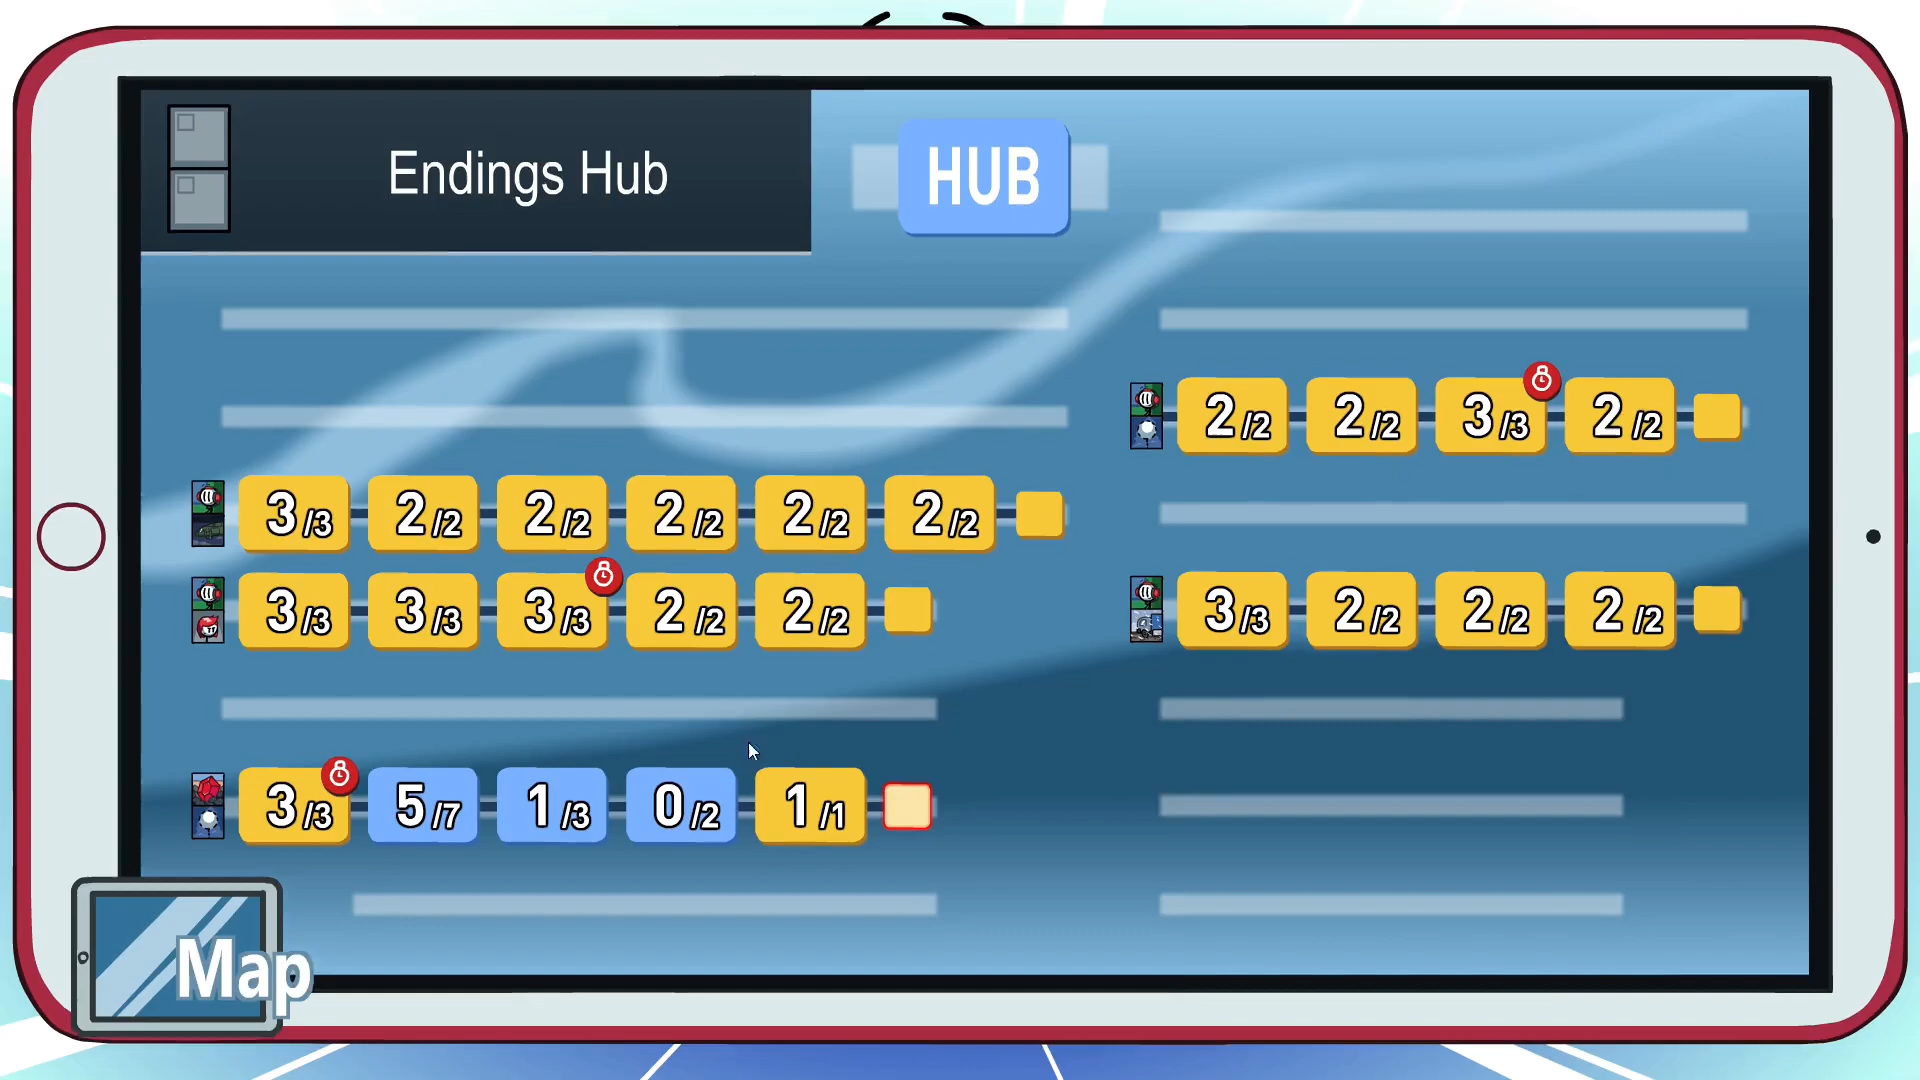 Endings Hub
HUB
2/2 2/2 3/3 2/2
3/3 2/2 2/2 2/2 2/2 2/2
3/3 3/3 3/3 2/2 2/2
3/3 2/2 2/2 2/2
3/3 5/7 1/3 0/2 1/1
Map